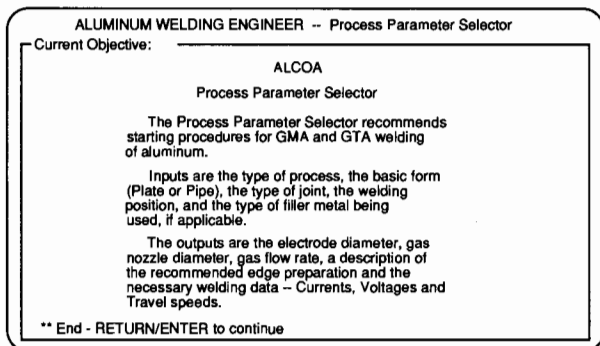 ALUMINUM WELDING ENGINEER -- Process Parameter Selector
Current Objective:
ALCOA
Process Parameter Selector
The Process Parameter Selector recommends
starting procedures for GMA and GTA welding
of aluminum.
Inputs are the type of process, the basic form
(Plate or Pipe), the type of joint, the welding
position, and the type of filler metal being
used, if applicable.
The outputs are the electrode diameter, gas
nozzle diameter, gas flow rate, a description of
the recommended edge preparation and the
necessary welding data -- Currents, Voltages and
Travel speeds.
** End - RETURN/ENTER to continue